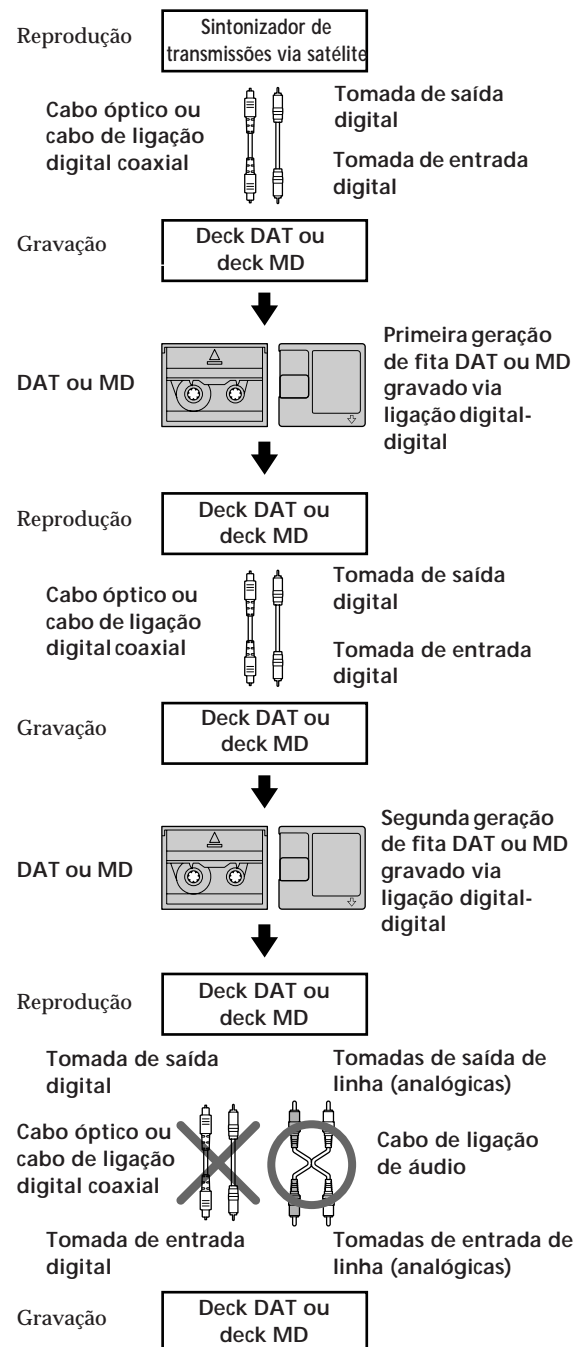 Reprodução
Sintonizador de
transmissões via satélite
Cabo óptico ou
cabo de ligação
digital coaxial
Tomada de saída
digital
Tomada de entrada
digital
Gravação
Deck DAT ou
deck MD
DAT ou MD
Primeira geração
de fita DAT ou MD
gravado via
ligação digital-
digital
Reprodução
Deck DAT ou
deck MD
Cabo óptico ou
cabo de ligação
digital coaxial
Tomada de saída
digital
Tomada de entrada
digital
Gravação
Deck DAT ou
deck MD
DAT ou MD
Segunda geração
de fita DAT ou MD
gravado via
ligação digital-
digital
Reprodução
Deck DAT ou
deck MD
Tomada de saída
digital
Tomadas de saída de
linha (analógicas)
Cabo óptico ou
cabo de ligação
digital coaxial
Cabo de ligação
de áudio
Tomada de entrada
digital
Tomadas de entrada de
linha (analógicas)
Gravação
Deck DAT ou
deck MD